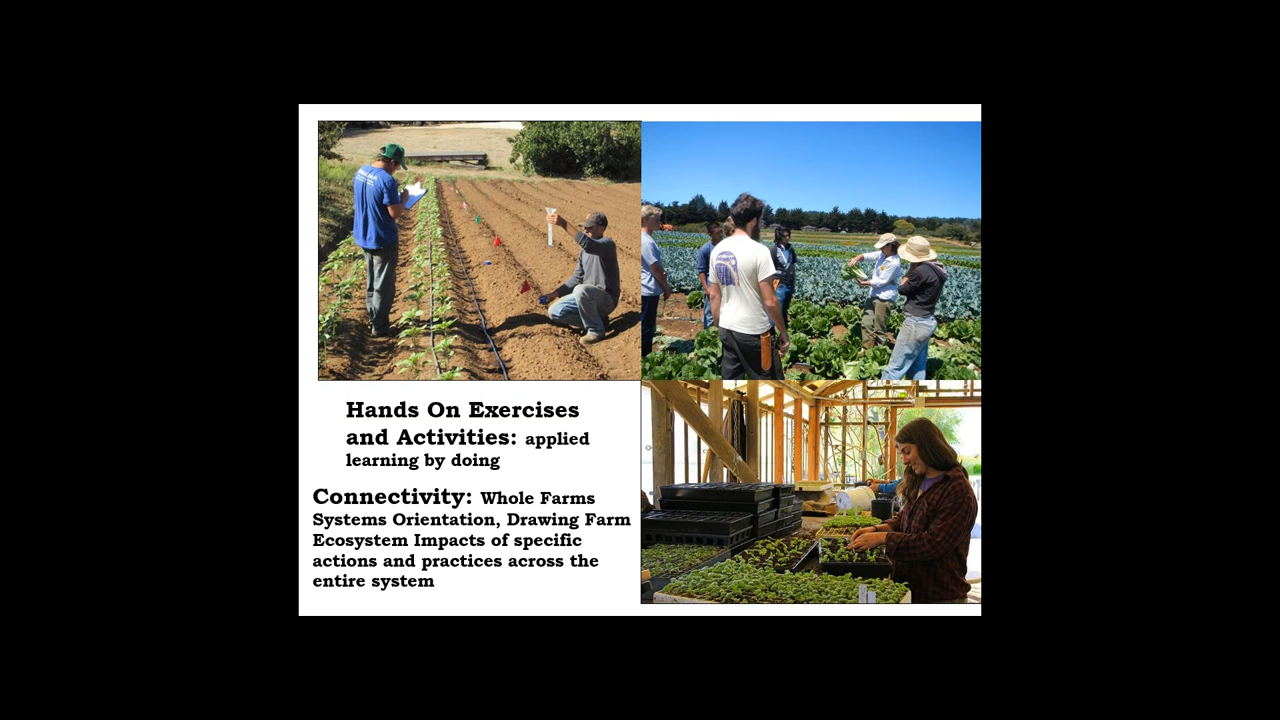 Hands On Exercises
and Activities: applied
learning by doing
Connectivity: Whole Farms
Systems Orientation, Drawing Farm
Ecosystem Impacts of specific
actions and practices across the
entire system